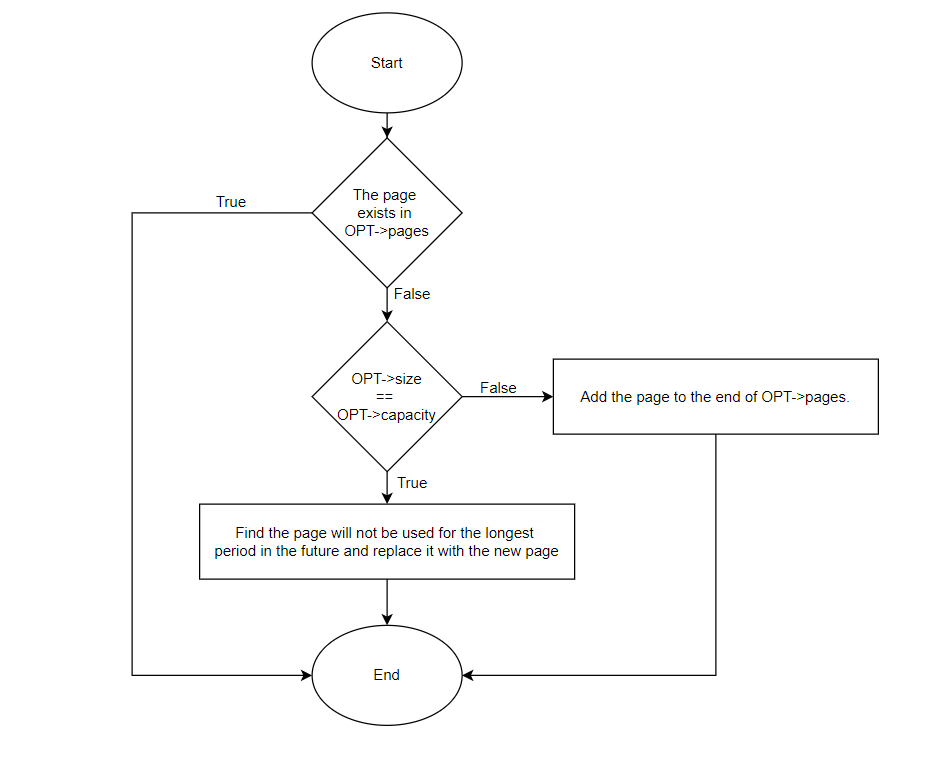 Start
The page
exists in
OPT->pages
True
False
OPT->size
==
OPT->capacity
False
Add the page to the end of OPT->pages.
True
Find the page will not be used for the longest
period in the future and replace it with the new page
End